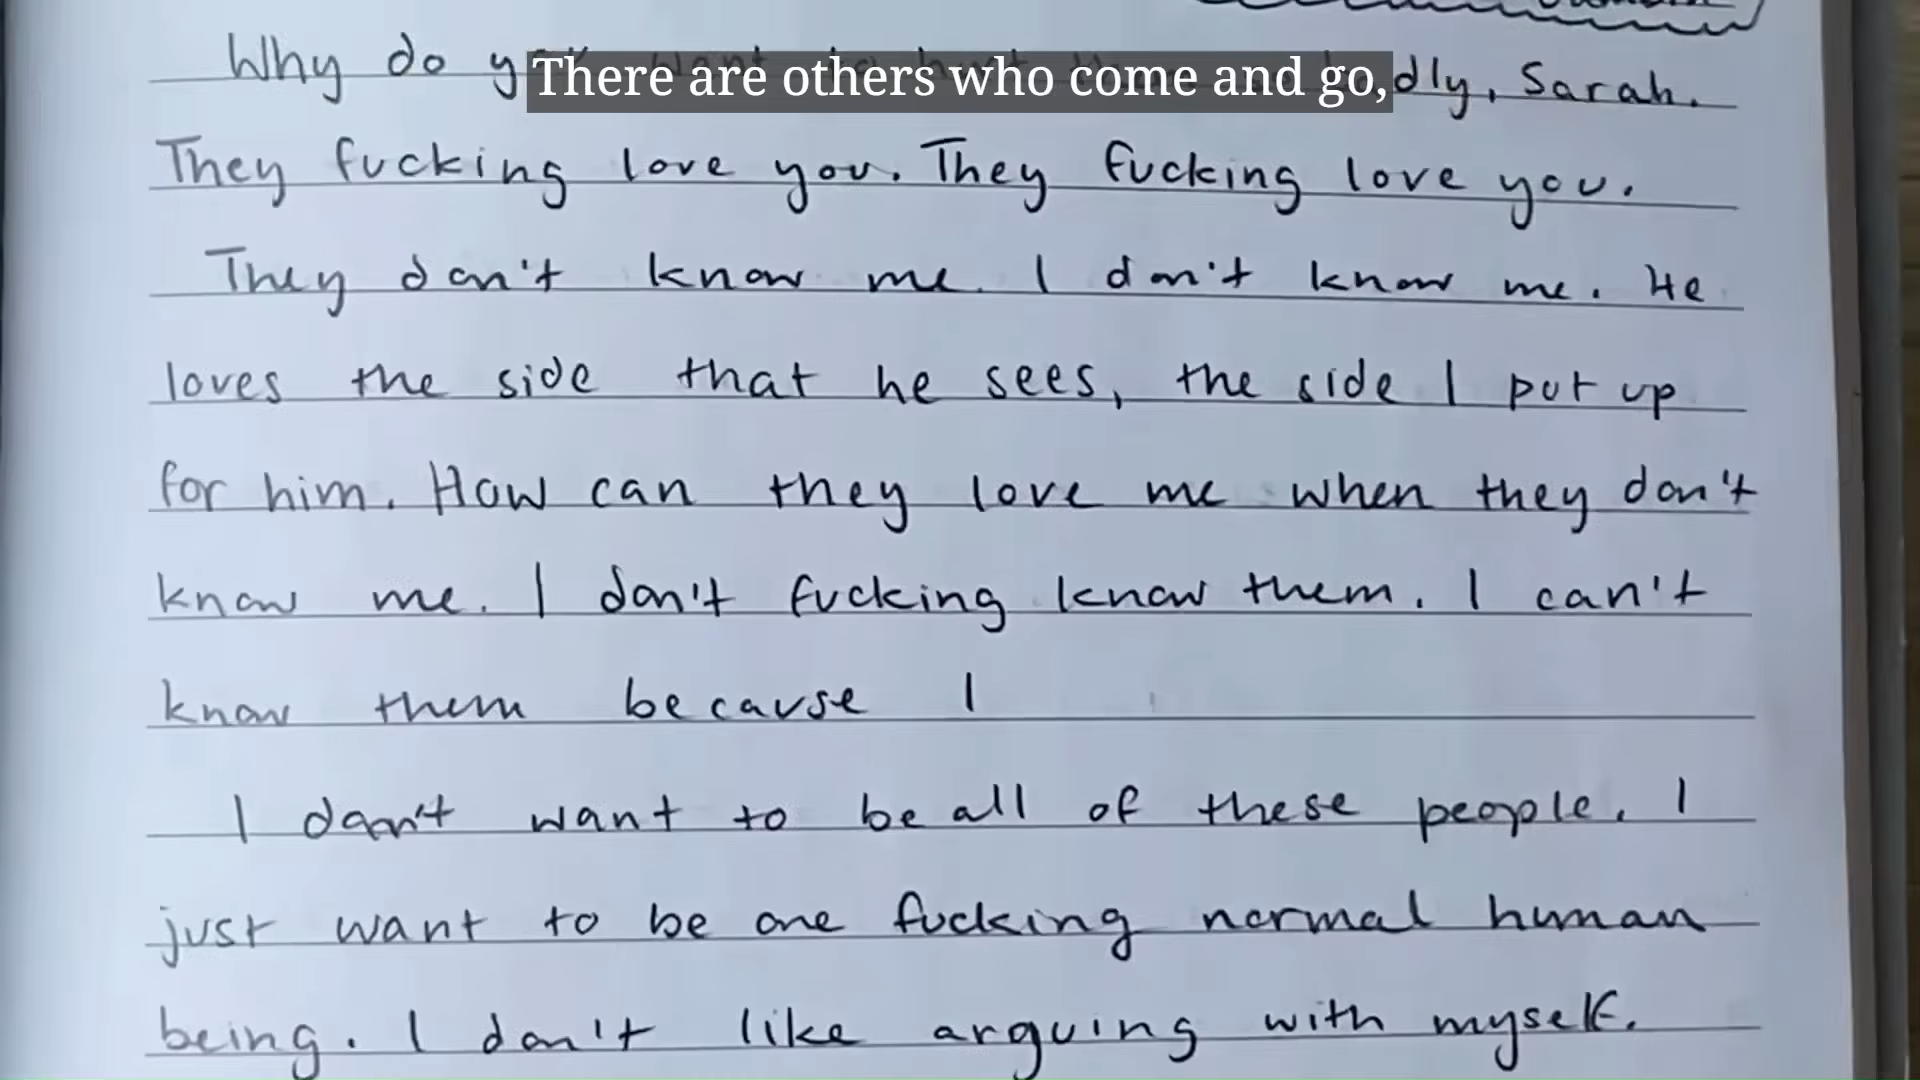 Why do
There are others who come and go,
dly, Sarah.
They fucking love you. They fucking love you.
They don't know me. I don't know me. He
loves the side that he sees, the side I put up
for him. How can they love me when they don't
know me. I don't fucking know them. I can't
know them because I
I don't want to be all of these people. I
just want to be one fucking normal human
being. I don't like arguing with myself.